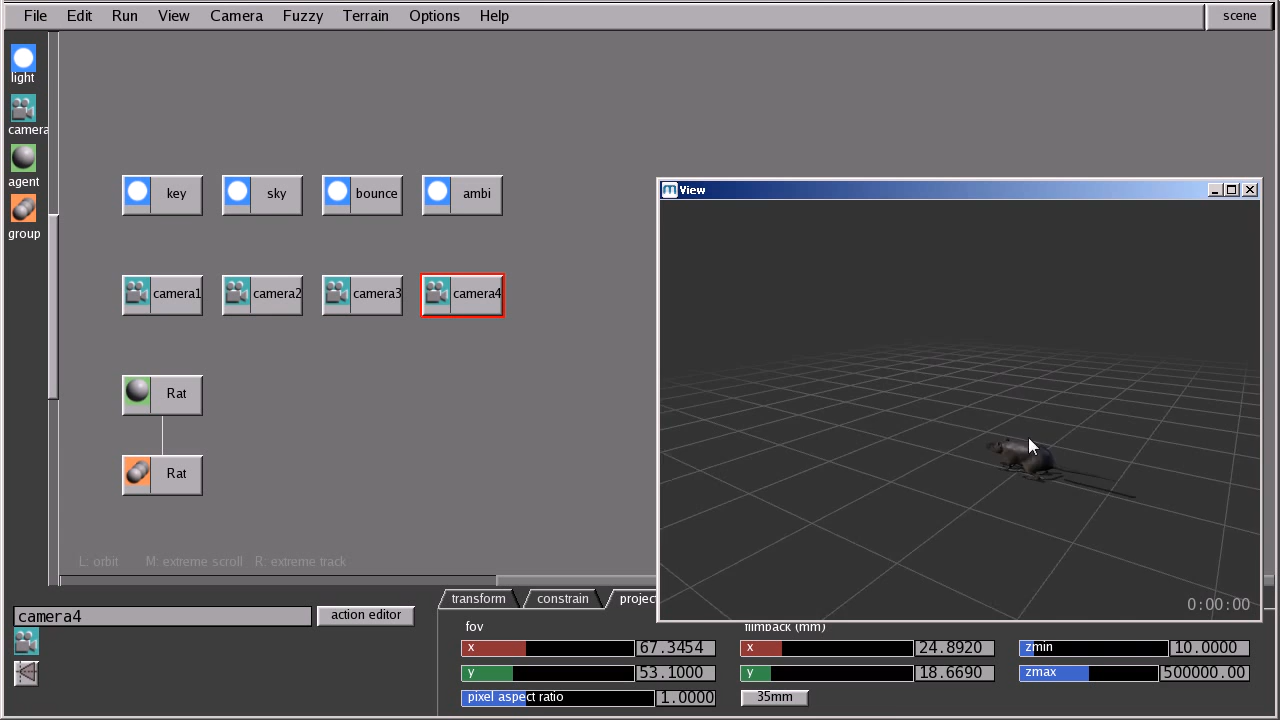 File Edit Run View Camera Fuzzy Terrain Options Help scene
light
camera
agent
group
key sky bounce ambi
camera1 camera2 camera3 camera4
Rat
Rat
View
0:00:00
L: orbit M: extreme scroll R: extreme track
camera4 action editor
transform constrain project
fov filmback (mm)
x 67.3454 x 24.8920 zmin 10.0000
y 53.1000 y 18.6690 zmax 500000.00
pixel aspect ratio 1.0000 35mm